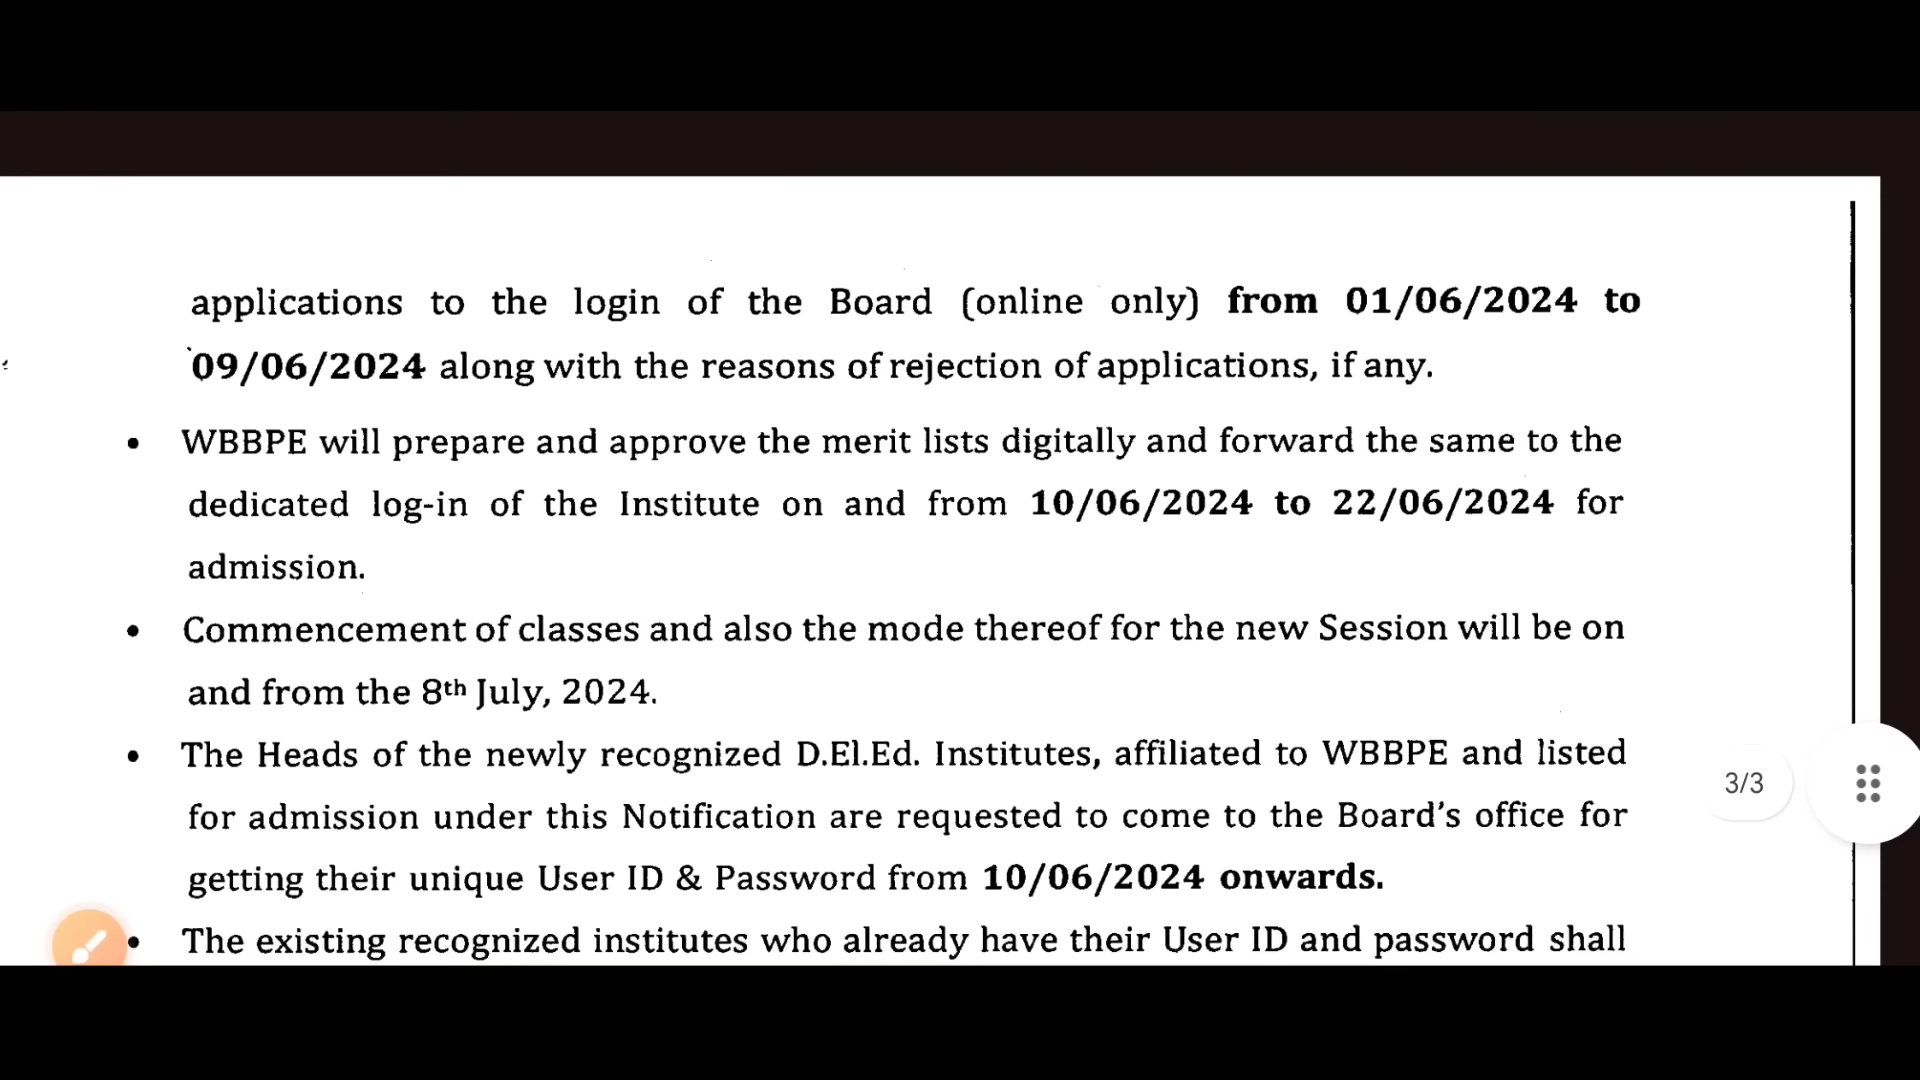 applications to the login of the Board (online only) from 01/06/2024 to
09/06/2024 along with the reasons of rejection of applications, if any.
• WBBPE will prepare and approve the merit lists digitally and forward the same to the
dedicated log-in of the Institute on and from 10/06/2024 to 22/06/2024 for
admission.
• Commencement of classes and also the mode thereof for the new Session will be on
and from the 8th July, 2024.
• The Heads of the newly recognized D.El.Ed. Institutes, affiliated to WBBPE and listed
for admission under this Notification are requested to come to the Board's office for
getting their unique User ID & Password from 10/06/2024 onwards.
• The existing recognized institutes who already have their User ID and password shall
3/3